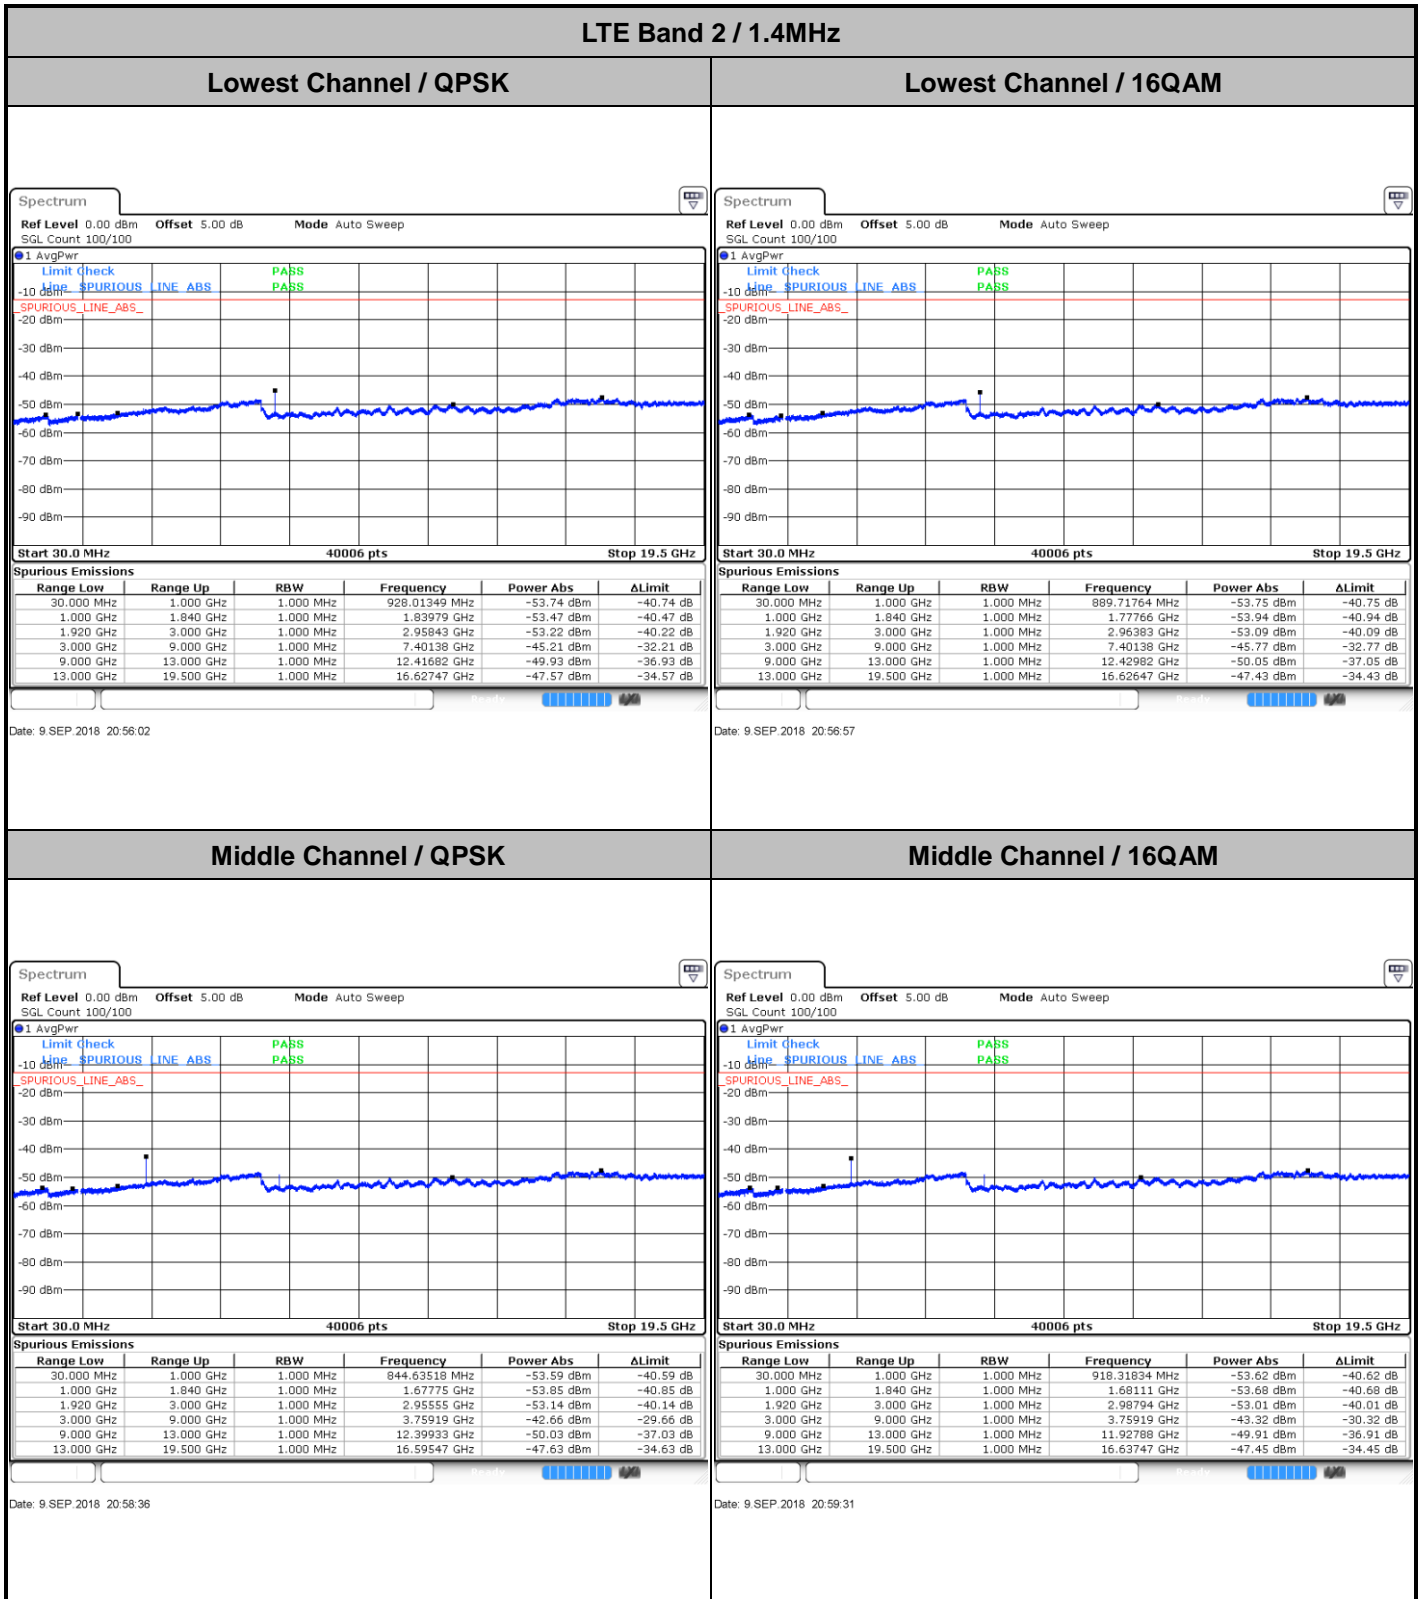 LTE Band 2 / 1.4MHz
Lowest Channel / QPSK
Lowest Channel / 16QAM
Spectrum
Ref Level 0.00 dBm Offset 5.00 dB Mode Auto Sweep
SGL Count 100/100
1 AvgPwr
Limit Check PASS
Line _SPURIOUS_LINE_ABS_ PASS
-10 dBm
_SPURIOUS_LINE_ABS_
-20 dBm
-30 dBm
-40 dBm
-50 dBm
-60 dBm
-70 dBm
-80 dBm
-90 dBm
Start 30.0 MHz 40006 pts Stop 19.5 GHz
Spurious Emissions
Range Low Range Up RBW Frequency Power Abs ΔLimit
30.000 MHz 1.000 GHz 1.000 MHz 928.01349 MHz -53.74 dBm -40.74 dB
1.000 GHz 1.840 GHz 1.000 MHz 1.83979 GHz -53.47 dBm -40.47 dB
1.920 GHz 3.000 GHz 1.000 MHz 2.95843 GHz -53.22 dBm -40.22 dB
3.000 GHz 9.000 GHz 1.000 MHz 7.40138 GHz -45.21 dBm -32.21 dB
9.000 GHz 13.000 GHz 1.000 MHz 12.41682 GHz -49.93 dBm -36.93 dB
13.000 GHz 19.500 GHz 1.000 MHz 16.62747 GHz -47.57 dBm -34.57 dB
Ready
Date: 9.SEP.2018 20:56:02
Spectrum
Ref Level 0.00 dBm Offset 5.00 dB Mode Auto Sweep
SGL Count 100/100
1 AvgPwr
Limit Check PASS
Line _SPURIOUS_LINE_ABS_ PASS
-10 dBm
_SPURIOUS_LINE_ABS_
-20 dBm
-30 dBm
-40 dBm
-50 dBm
-60 dBm
-70 dBm
-80 dBm
-90 dBm
Start 30.0 MHz 40006 pts Stop 19.5 GHz
Spurious Emissions
Range Low Range Up RBW Frequency Power Abs ΔLimit
30.000 MHz 1.000 GHz 1.000 MHz 889.71764 MHz -53.75 dBm -40.75 dB
1.000 GHz 1.840 GHz 1.000 MHz 1.77766 GHz -53.94 dBm -40.94 dB
1.920 GHz 3.000 GHz 1.000 MHz 2.96383 GHz -53.09 dBm -40.09 dB
3.000 GHz 9.000 GHz 1.000 MHz 7.40138 GHz -45.77 dBm -32.77 dB
9.000 GHz 13.000 GHz 1.000 MHz 12.42982 GHz -50.05 dBm -37.05 dB
13.000 GHz 19.500 GHz 1.000 MHz 16.62647 GHz -47.43 dBm -34.43 dB
Ready
Date: 9.SEP.2018 20:56:57
Middle Channel / QPSK
Middle Channel / 16QAM
Spectrum
Ref Level 0.00 dBm Offset 5.00 dB Mode Auto Sweep
SGL Count 100/100
1 AvgPwr
Limit Check PASS
Line _SPURIOUS_LINE_ABS_ PASS
-10 dBm
_SPURIOUS_LINE_ABS_
-20 dBm
-30 dBm
-40 dBm
-50 dBm
-60 dBm
-70 dBm
-80 dBm
-90 dBm
Start 30.0 MHz 40006 pts Stop 19.5 GHz
Spurious Emissions
Range Low Range Up RBW Frequency Power Abs ΔLimit
30.000 MHz 1.000 GHz 1.000 MHz 844.63518 MHz -53.59 dBm -40.59 dB
1.000 GHz 1.840 GHz 1.000 MHz 1.67775 GHz -53.85 dBm -40.85 dB
1.920 GHz 3.000 GHz 1.000 MHz 2.95555 GHz -53.14 dBm -40.14 dB
3.000 GHz 9.000 GHz 1.000 MHz 3.75919 GHz -42.66 dBm -29.66 dB
9.000 GHz 13.000 GHz 1.000 MHz 12.39933 GHz -50.03 dBm -37.03 dB
13.000 GHz 19.500 GHz 1.000 MHz 16.59547 GHz -47.63 dBm -34.63 dB
Ready
Date: 9.SEP.2018 20:58:36
Spectrum
Ref Level 0.00 dBm Offset 5.00 dB Mode Auto Sweep
SGL Count 100/100
1 AvgPwr
Limit Check PASS
Line _SPURIOUS_LINE_ABS_ PASS
-10 dBm
_SPURIOUS_LINE_ABS_
-20 dBm
-30 dBm
-40 dBm
-50 dBm
-60 dBm
-70 dBm
-80 dBm
-90 dBm
Start 30.0 MHz 40006 pts Stop 19.5 GHz
Spurious Emissions
Range Low Range Up RBW Frequency Power Abs ΔLimit
30.000 MHz 1.000 GHz 1.000 MHz 918.31834 MHz -53.62 dBm -40.62 dB
1.000 GHz 1.840 GHz 1.000 MHz 1.68111 GHz -53.68 dBm -40.68 dB
1.920 GHz 3.000 GHz 1.000 MHz 2.98794 GHz -53.01 dBm -40.01 dB
3.000 GHz 9.000 GHz 1.000 MHz 3.75919 GHz -43.32 dBm -30.32 dB
9.000 GHz 13.000 GHz 1.000 MHz 11.92788 GHz -49.91 dBm -36.91 dB
13.000 GHz 19.500 GHz 1.000 MHz 16.63747 GHz -47.45 dBm -34.45 dB
Ready
Date: 9.SEP.2018 20:59:31